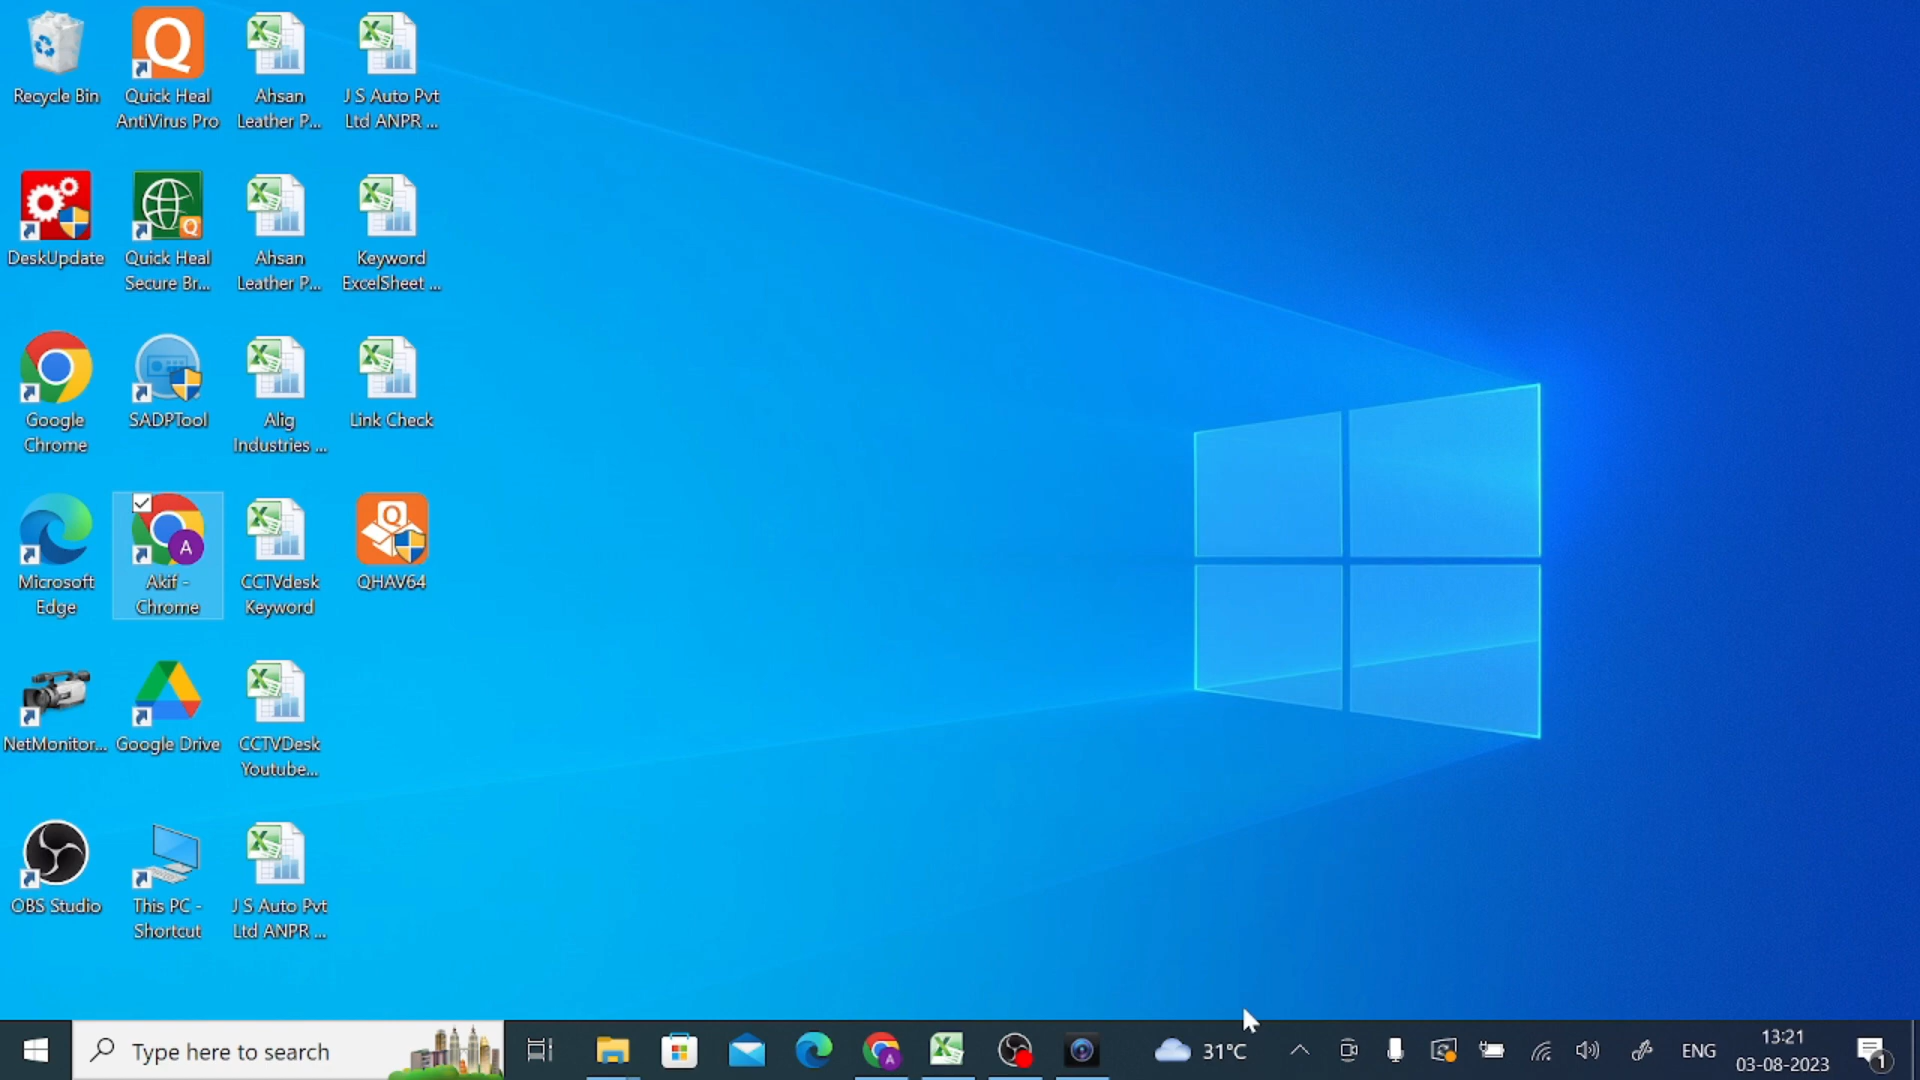 Recycle Bin
Quick Heal
AntiVirus Pro
Ahsan
Leather P...
J S Auto Pvt
Ltd ANPR ...
DeskUpdate
Quick Heal
Secure Br...
Ahsan
Leather P...
Keyword
ExcelSheet ...
Google
Chrome
SADPTool
Alig
Industries ...
Link Check
Microsoft
Edge
A
Akif -
Chrome
CCTVdesk
Keyword
QHAV64
NetMonitor...
Google Drive
CCTVDesk
Youtube...
OBS Studio
This PC -
Shortcut
J S Auto Pvt
Ltd ANPR ...
Type here to search
A
31°C
ENG
13:21
03-08-2023
1